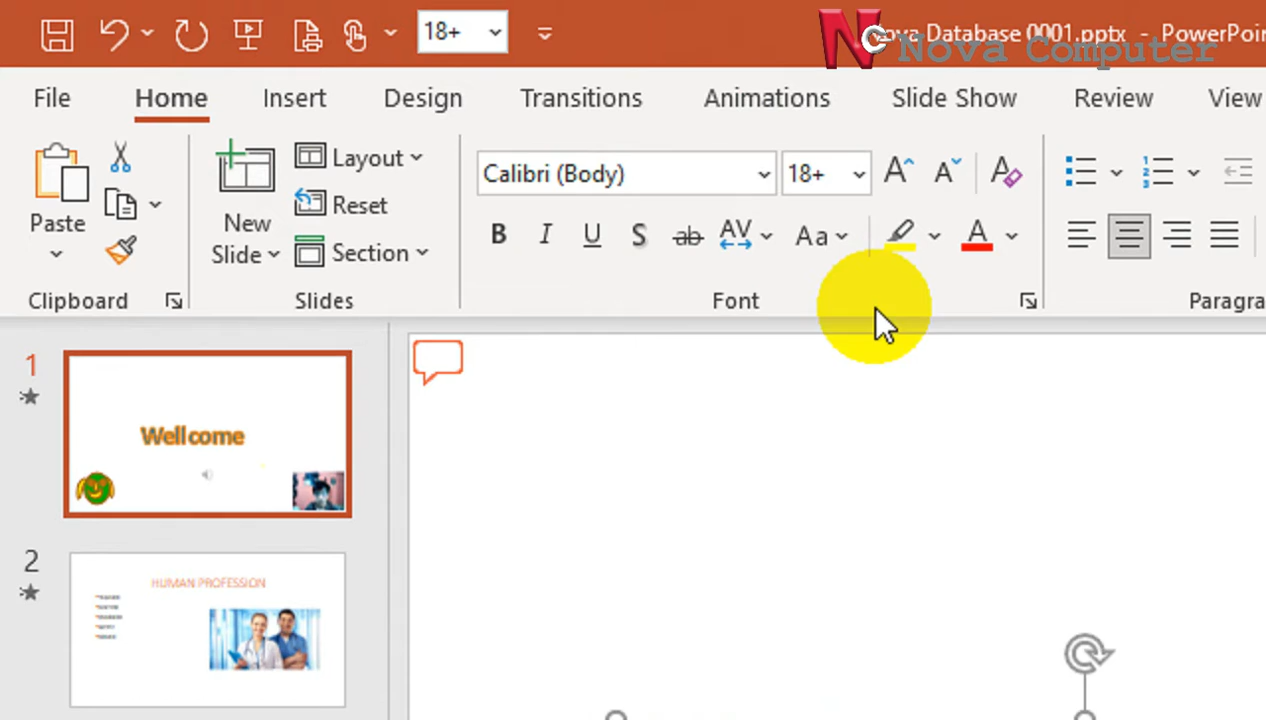 18+
Nova Database 0001.pptx - PowerPoin
Nova Computer
File Home Insert Design Transitions Animations Slide Show Review View
Paste
New
Slide
Layout
Reset
Section
Calibri (Body) 18+
B I U S ab AV Aa A
Clipboard Slides Font Paragra
1
Wellcome
2
HUMAN PROFESSION